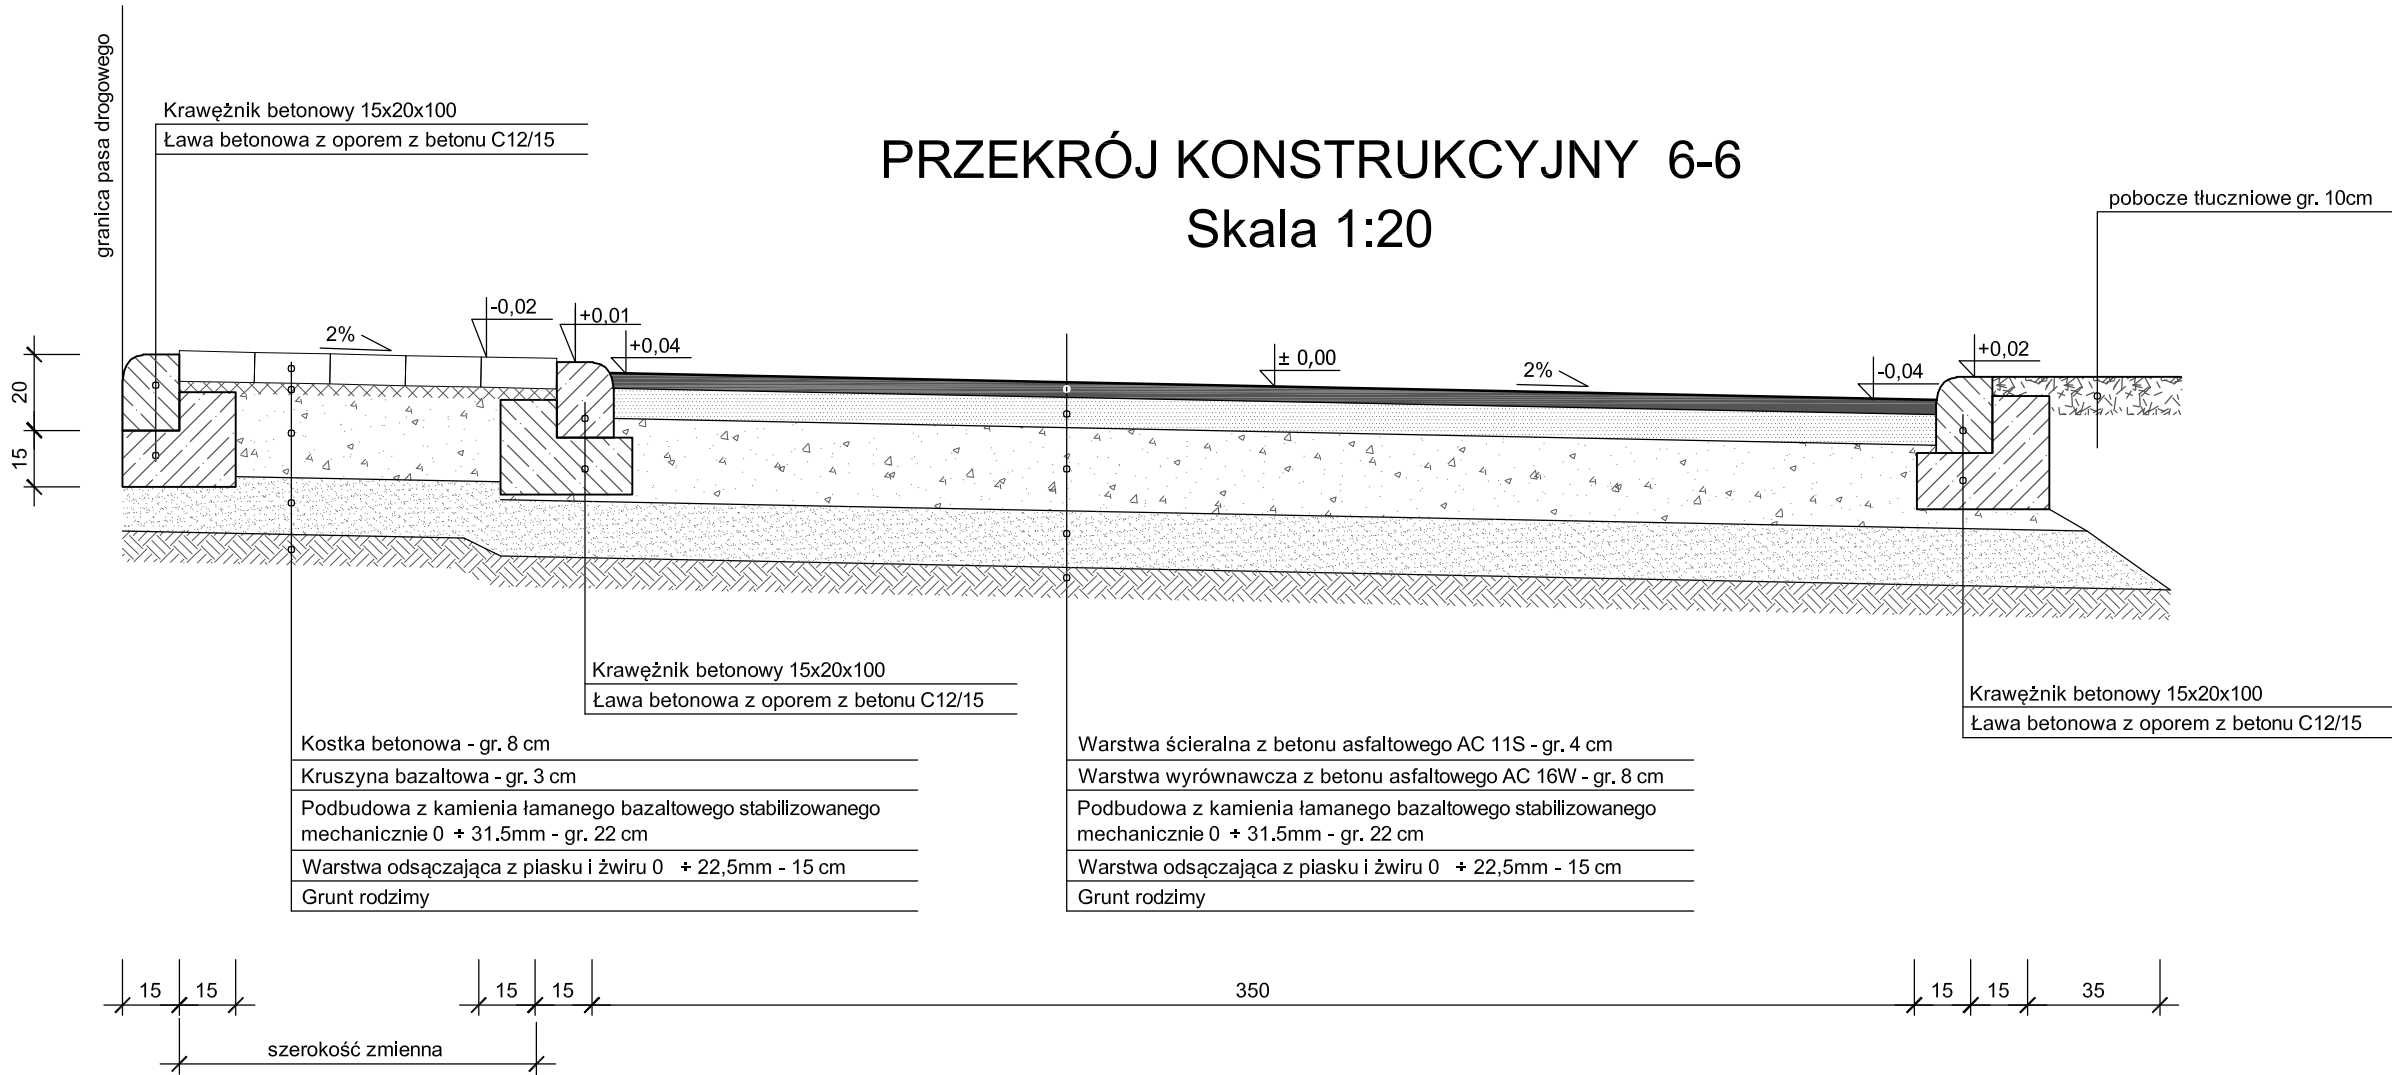 granica pasa drogowego
Krawężnik betonowy 15x20x100
Ława betonowa z oporem z betonu C12/15
PRZEKRÓJ KONSTRUKCYJNY 6-6
Skala 1:20
pobocze tłuczniowe gr. 10cm
20
15
2%
-0,02
+0,01
+0,04
± 0,00
2%
-0,04
+0,02
Krawężnik betonowy 15x20x100
Ława betonowa z oporem z betonu C12/15
Krawężnik betonowy 15x20x100
Ława betonowa z oporem z betonu C12/15
Kostka betonowa - gr. 8 cm
Kruszyna bazaltowa - gr. 3 cm
Podbudowa z kamienia łamanego bazaltowego stabilizowanego
mechanicznie 0 ÷ 31.5mm - gr. 22 cm
Warstwa odsączająca z piasku i żwiru 0 ÷ 22,5mm - 15 cm
Grunt rodzimy
Warstwa ścieralna z betonu asfaltowego AC 11S - gr. 4 cm
Warstwa wyrównawcza z betonu asfaltowego AC 16W - gr. 8 cm
Podbudowa z kamienia łamanego bazaltowego stabilizowanego
mechanicznie 0 ÷ 31.5mm - gr. 22 cm
Warstwa odsączająca z piasku i żwiru 0 ÷ 22,5mm - 15 cm
Grunt rodzimy
15 15 15 15 350 15 15 35
szerokość zmienna